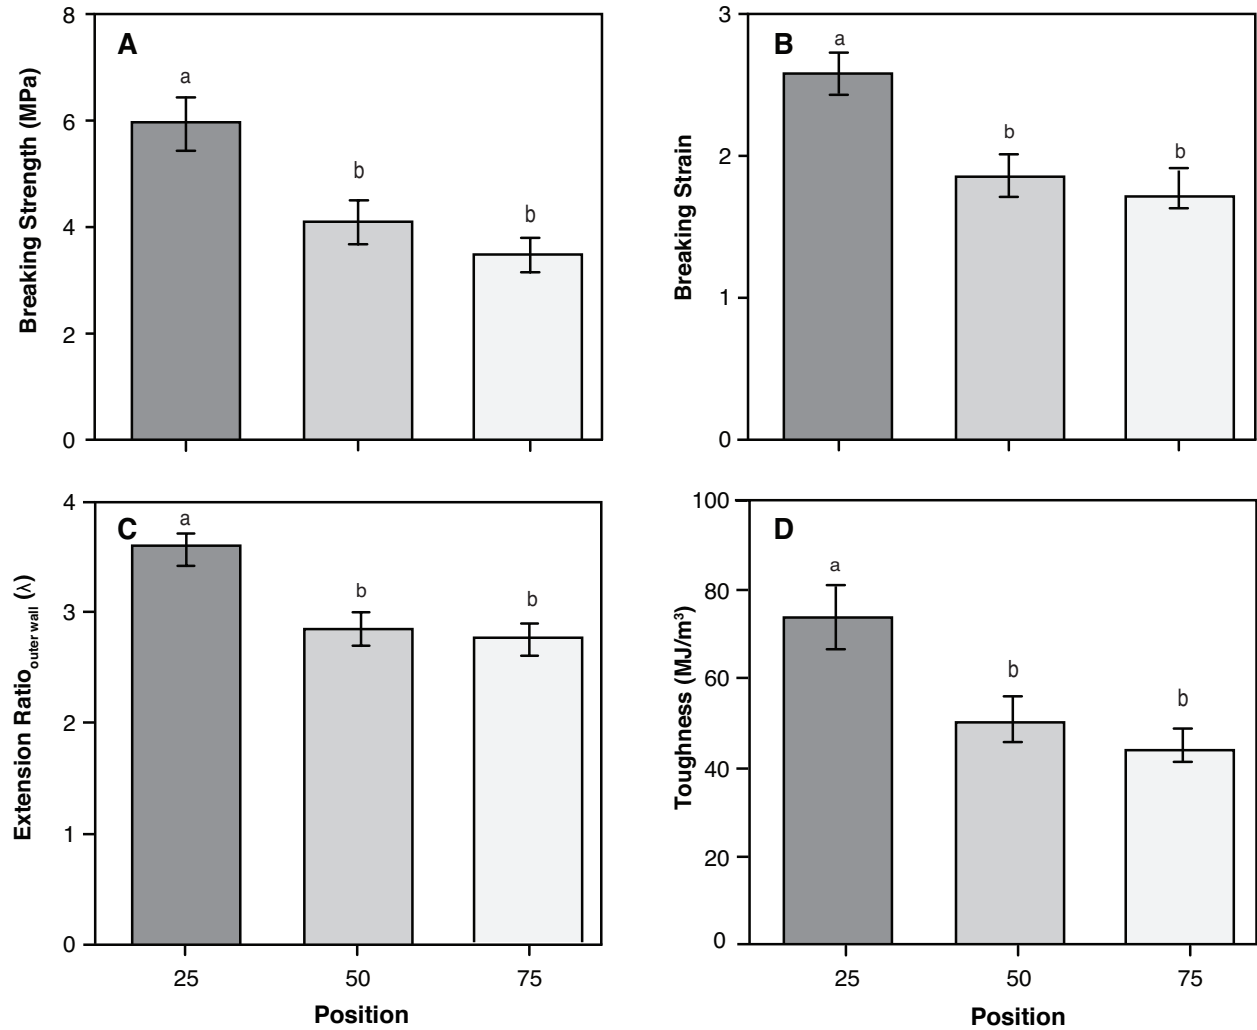 A
Breaking Strength (MPa)
8
6
4
2
0
a
b
b
B
Breaking Strain
3
2
1
0
a
b
b
C
Extension Ratio outer wall (λ)
4
3
2
1
0
a
b
b
25 50 75
Position
D
Toughness (MJ/m³)
100
80
60
40
20
0
a
b
b
25 50 75
Position